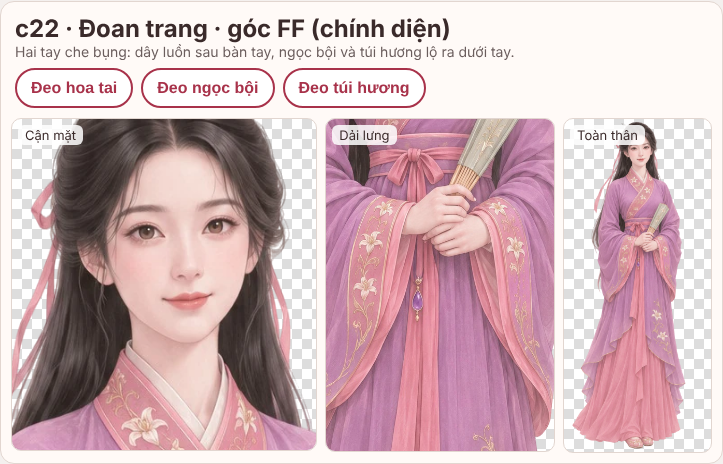 c22 · Đoan trang · góc FF (chính diện)
Hai tay che bụng: dây luồn sau bàn tay, ngọc bội và túi hương lộ ra dưới tay.
Đeo hoa tai
Đeo ngọc bội
Đeo túi hương
Cận mặt
Dải lưng
Toàn thân